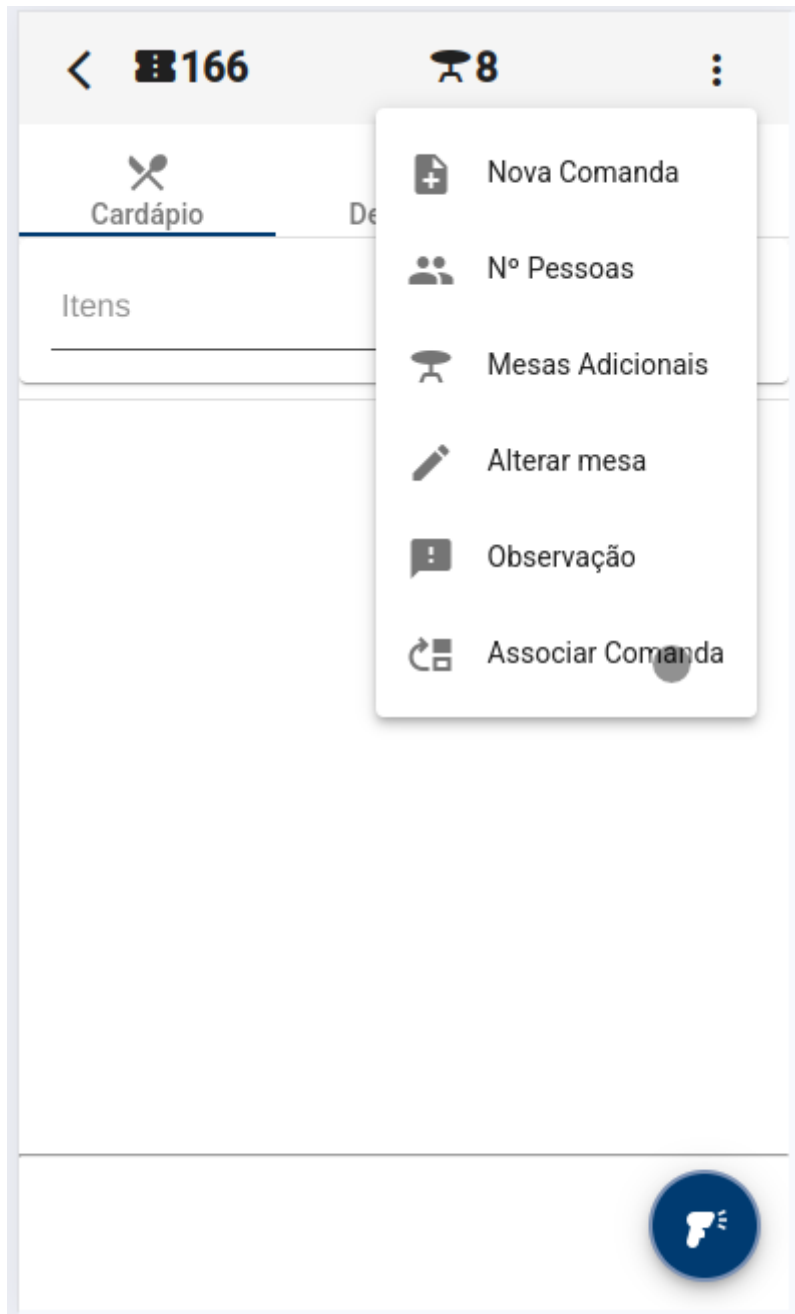 166
8
Cardápio
De
Itens
Nova Comanda
Nº Pessoas
Mesas Adicionais
Alterar mesa
Observação
Associar Comanda